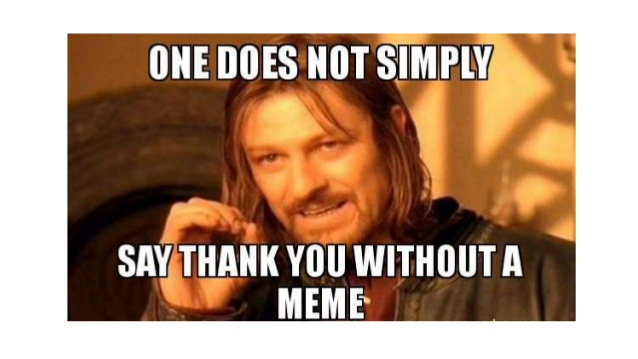 ONE DOES NOT SIMPLY
SAY THANK YOU WITHOUT A
MEME